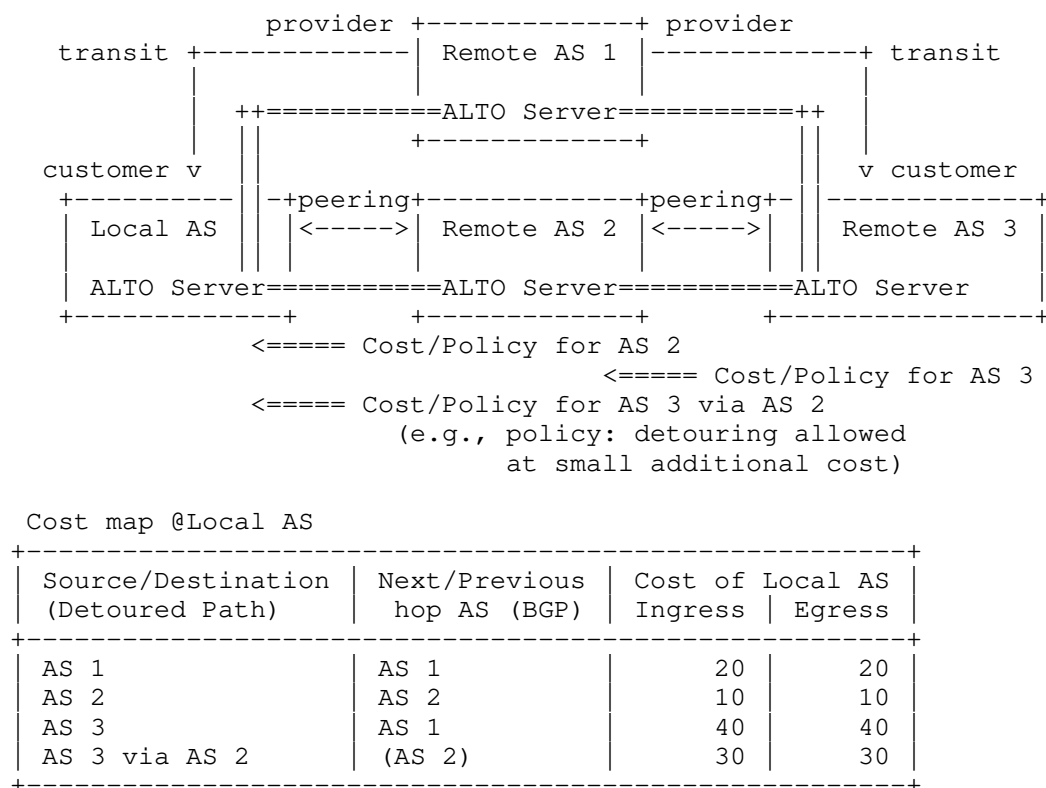 provider +-------------+ provider
transit +-------------| Remote AS 1 |-------------+ transit
| | | |
| ++===========ALTO Server===========++ |
| || +-------------+ || |
customer v || || v customer
+----------||-+peering+-------------+peering+-||--------------+
| Local AS || |<----->| Remote AS 2 |<----->| || Remote AS 3 |
| || | | | | || |
| ALTO Server===========ALTO Server===========ALTO Server |
+-------------+ +-------------+ +----------------+
<===== Cost/Policy for AS 2
<===== Cost/Policy for AS 3
<===== Cost/Policy for AS 3 via AS 2
(e.g., policy: detouring allowed
at small additional cost)
Cost map @Local AS
+-------------------------------------------------------+
| Source/Destination | Next/Previous | Cost of Local AS |
| (Detoured Path) | hop AS (BGP) | Ingress | Egress |
+-------------------------------------------------------+
| AS 1 | AS 1 | 20 | 20 |
| AS 2 | AS 2 | 10 | 10 |
| AS 3 | AS 1 | 40 | 40 |
| AS 3 via AS 2 | (AS 2) | 30 | 30 |
+-------------------------------------------------------+